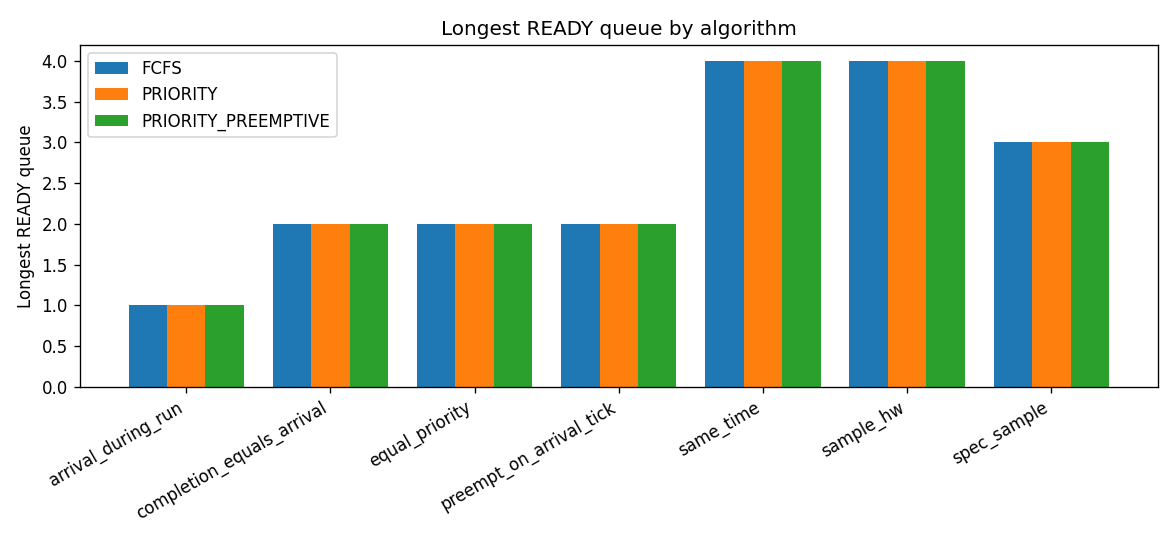 Longest READY queue by algorithm
FCFS
PRIORITY
PRIORITY_PREEMPTIVE
Longest READY queue
4.0
3.5
3.0
2.5
2.0
1.5
1.0
0.5
0.0
arrival_during_run
completion_equals_arrival
equal_priority
preempt_on_arrival_tick
same_time
sample_hw
spec_sample